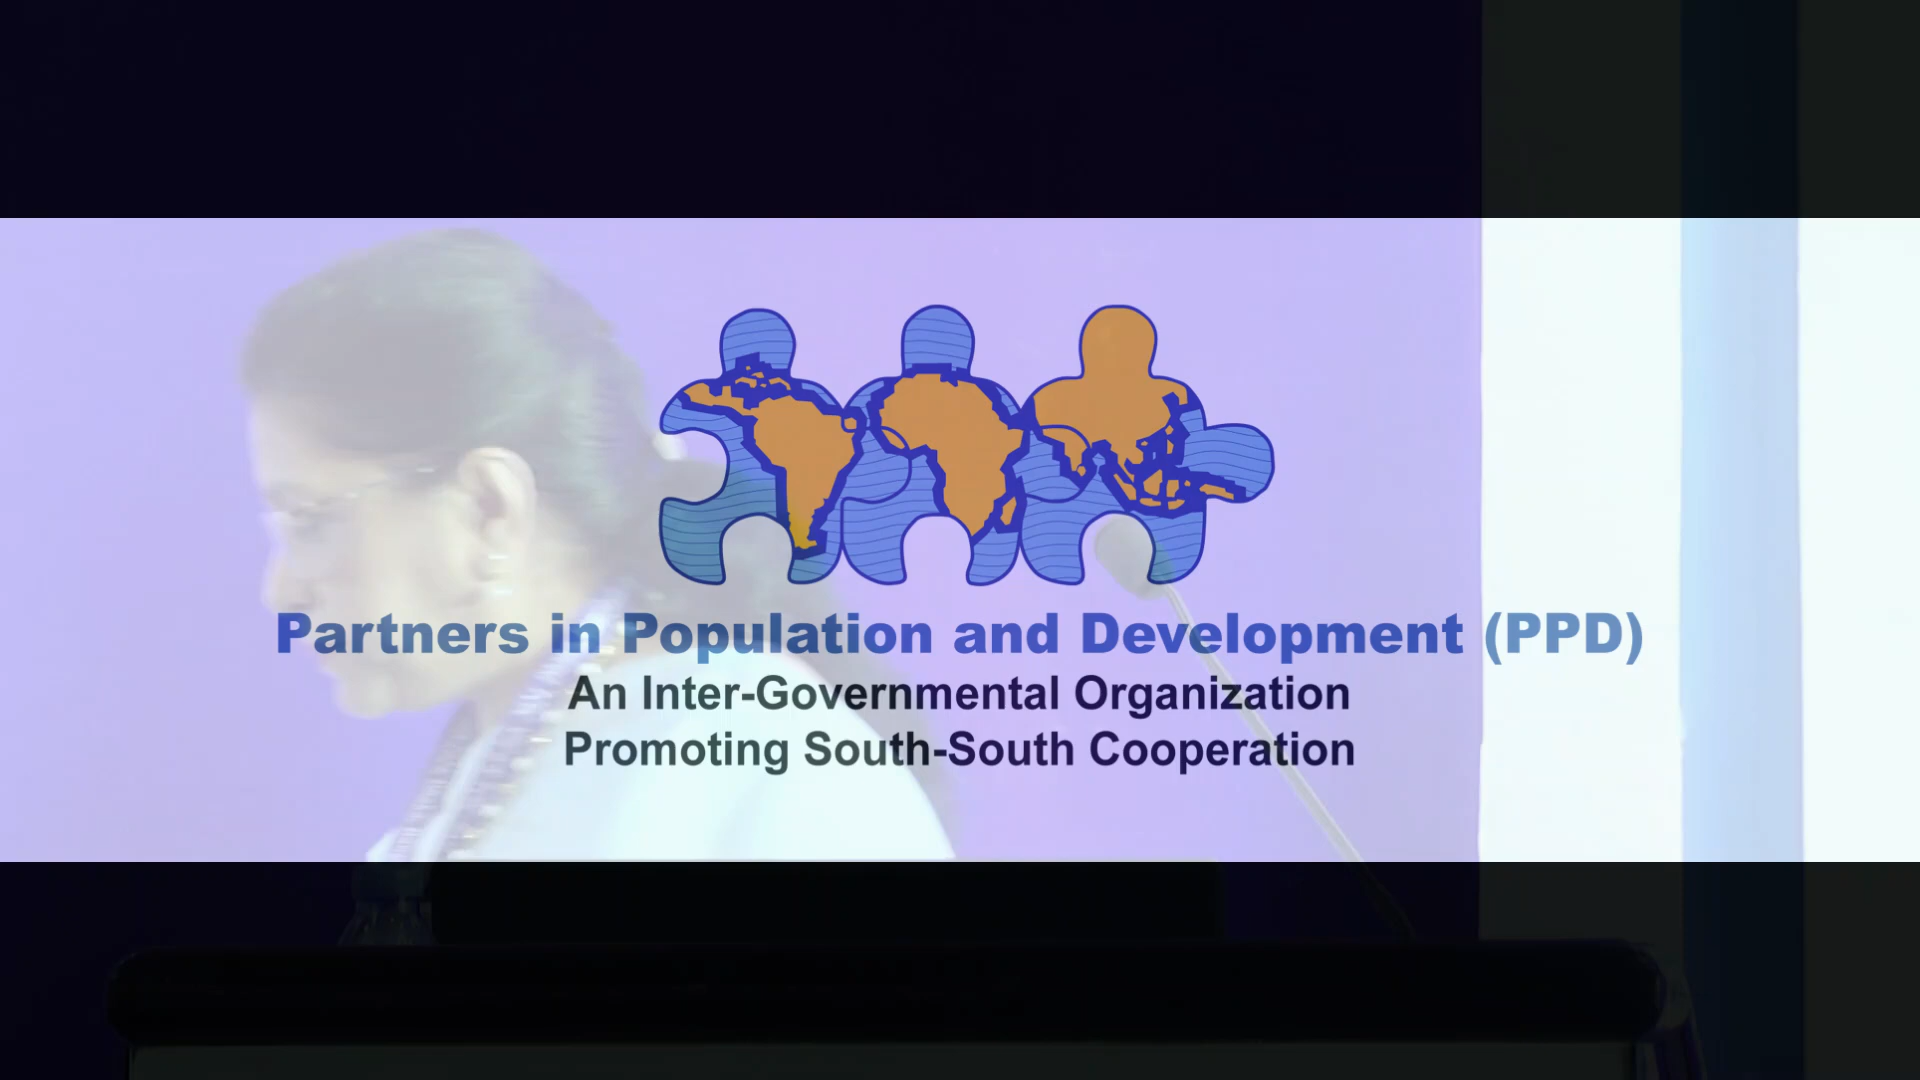 Partners in Population and Development (PPD)
An Inter-Governmental Organization
Promoting South-South Cooperation